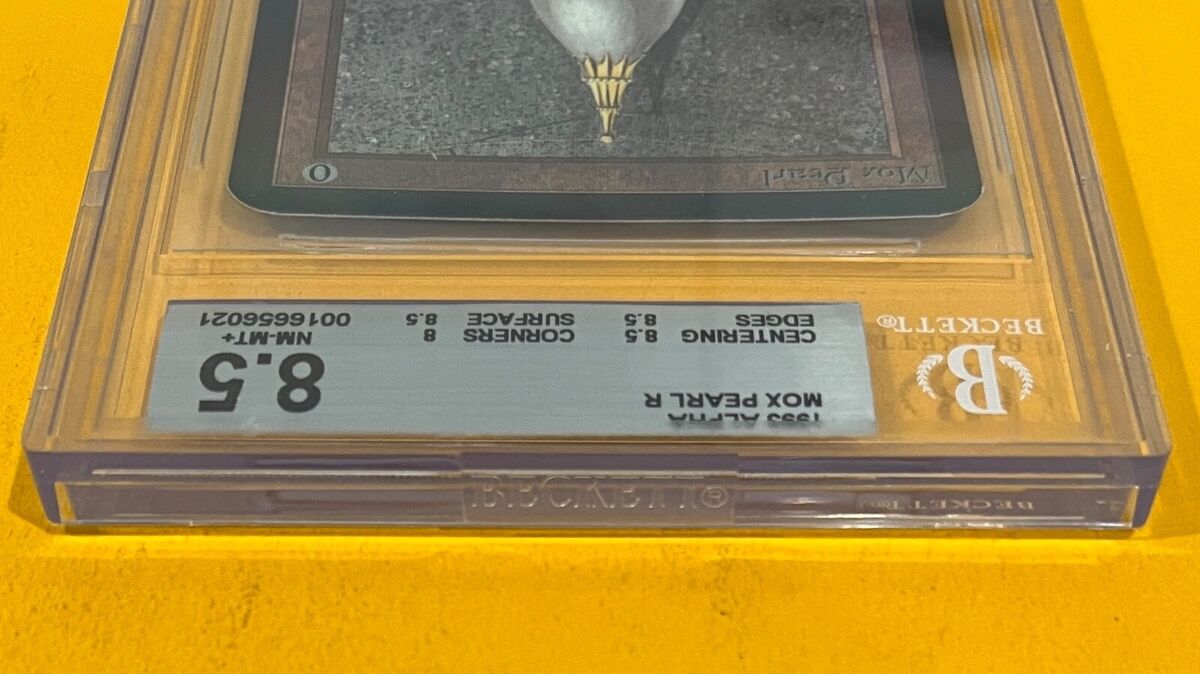 1993 ALPHA
MOX PEARL R
CENTERING 8.5 CORNERS 8
EDGES 8.5 SURFACE 8.5
8.5
NM-MT+
0016656021
B
BECKETT®
Mox Pearl 0
BECKETT®
BECKETT®